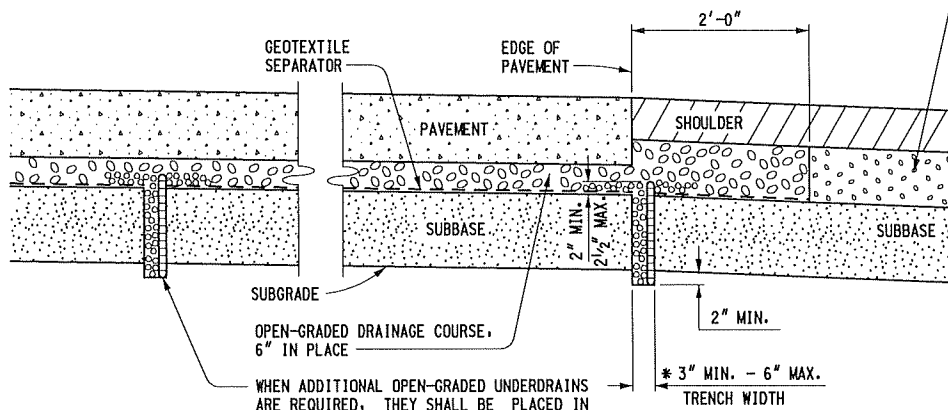 2'-0"
GEOTEXTILE
SEPARATOR
EDGE OF
PAVEMENT
PAVEMENT
SHOULDER
2" MIN.
2 1/2" MAX.
SUBBASE
SUBBASE
SUBGRADE
2" MIN.
OPEN-GRADED DRAINAGE COURSE,
6" IN PLACE
* 3" MIN. - 6" MAX.
TRENCH WIDTH
WHEN ADDITIONAL OPEN-GRADED UNDERDRAINS
ARE REQUIRED, THEY SHALL BE PLACED IN